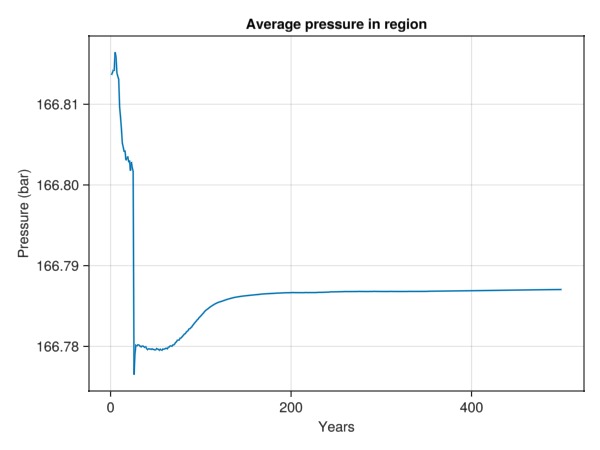 Average pressure in region
166.81
166.80
166.79
166.78
Pressure (bar)
0
200
400
Years